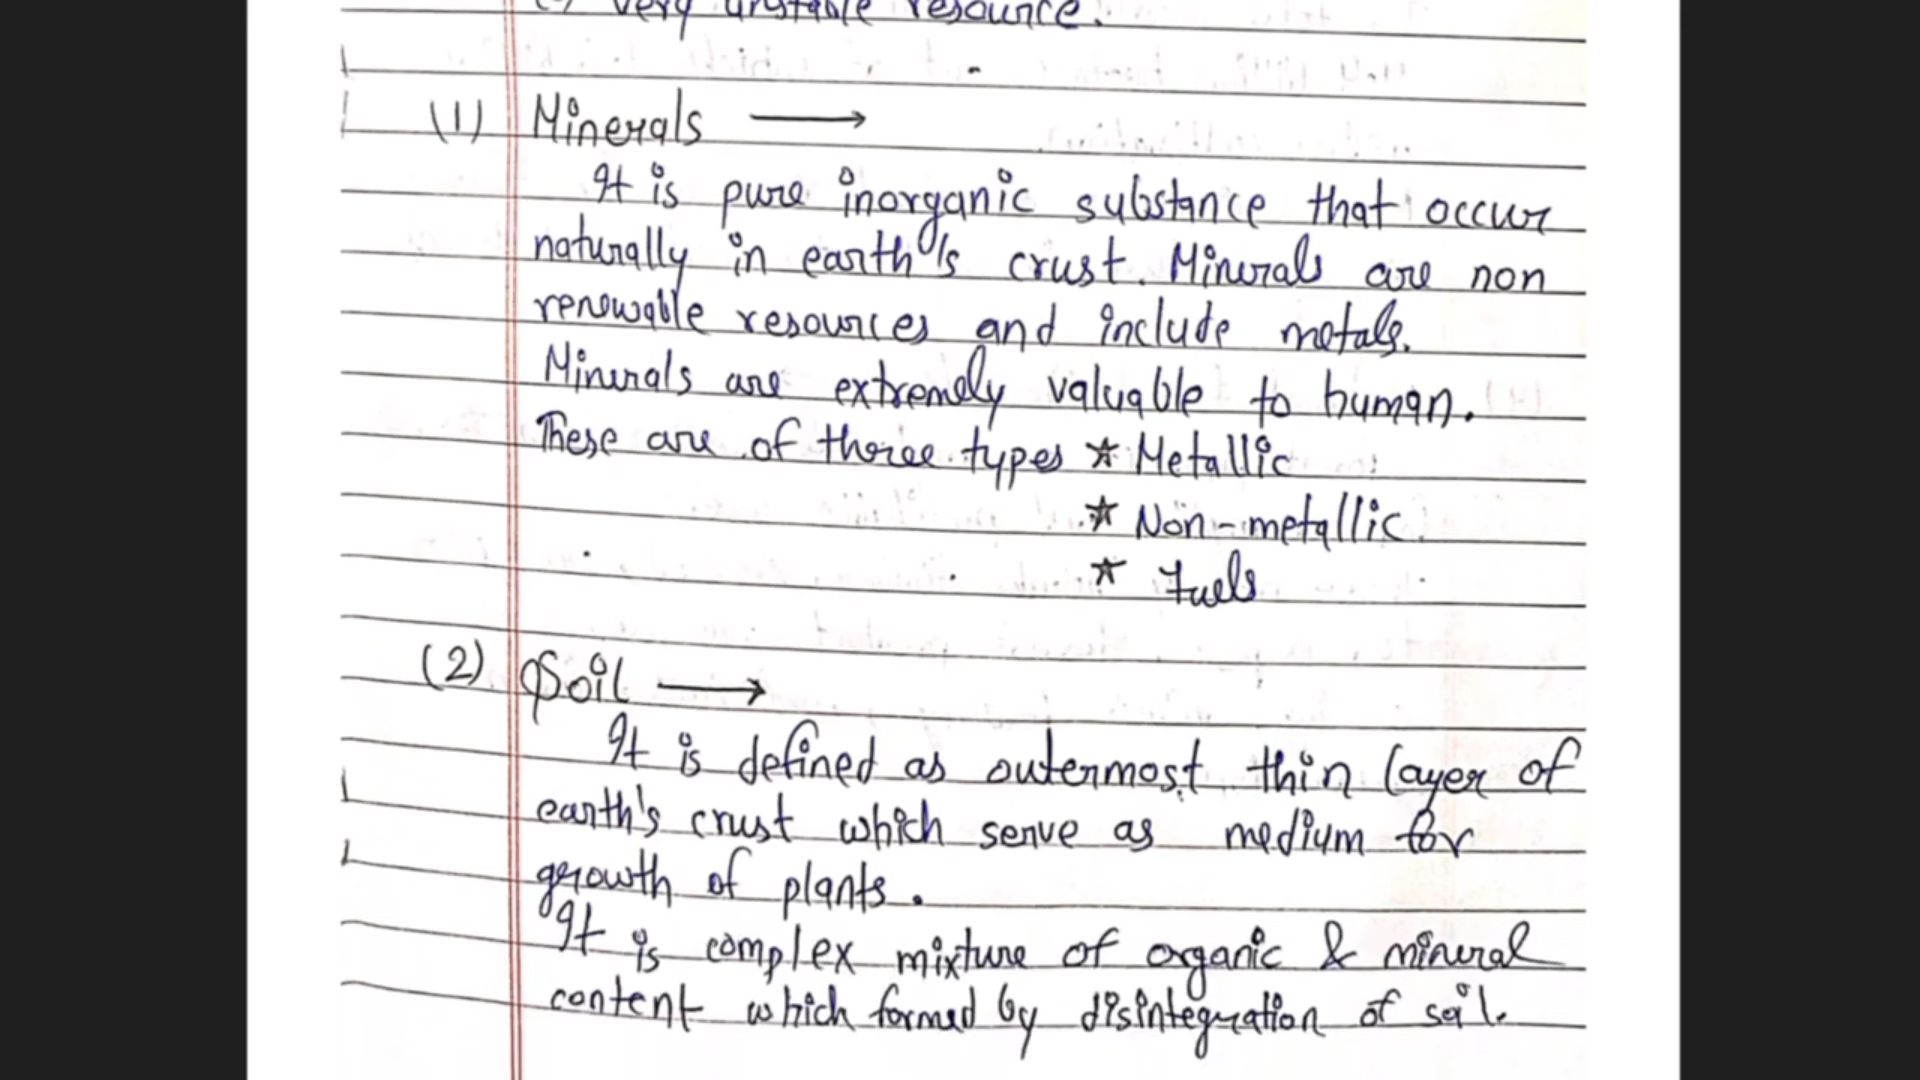 very unstable resource.
(1) Minerals →
It is pure inorganic substance that occur
naturally in earth's crust. Minerals are non
renewable resources and include metals.
Minerals are extremely valuable to human.
These are of three types ☆ Metallic
☆ Non-metallic
☆ fuels
(2) Soil →
It is defined as outermost thin layer of
earth's crust which serve as medium for
growth of plants.
It is complex mixture of organic & mineral
content which formed by disintegration of soil.